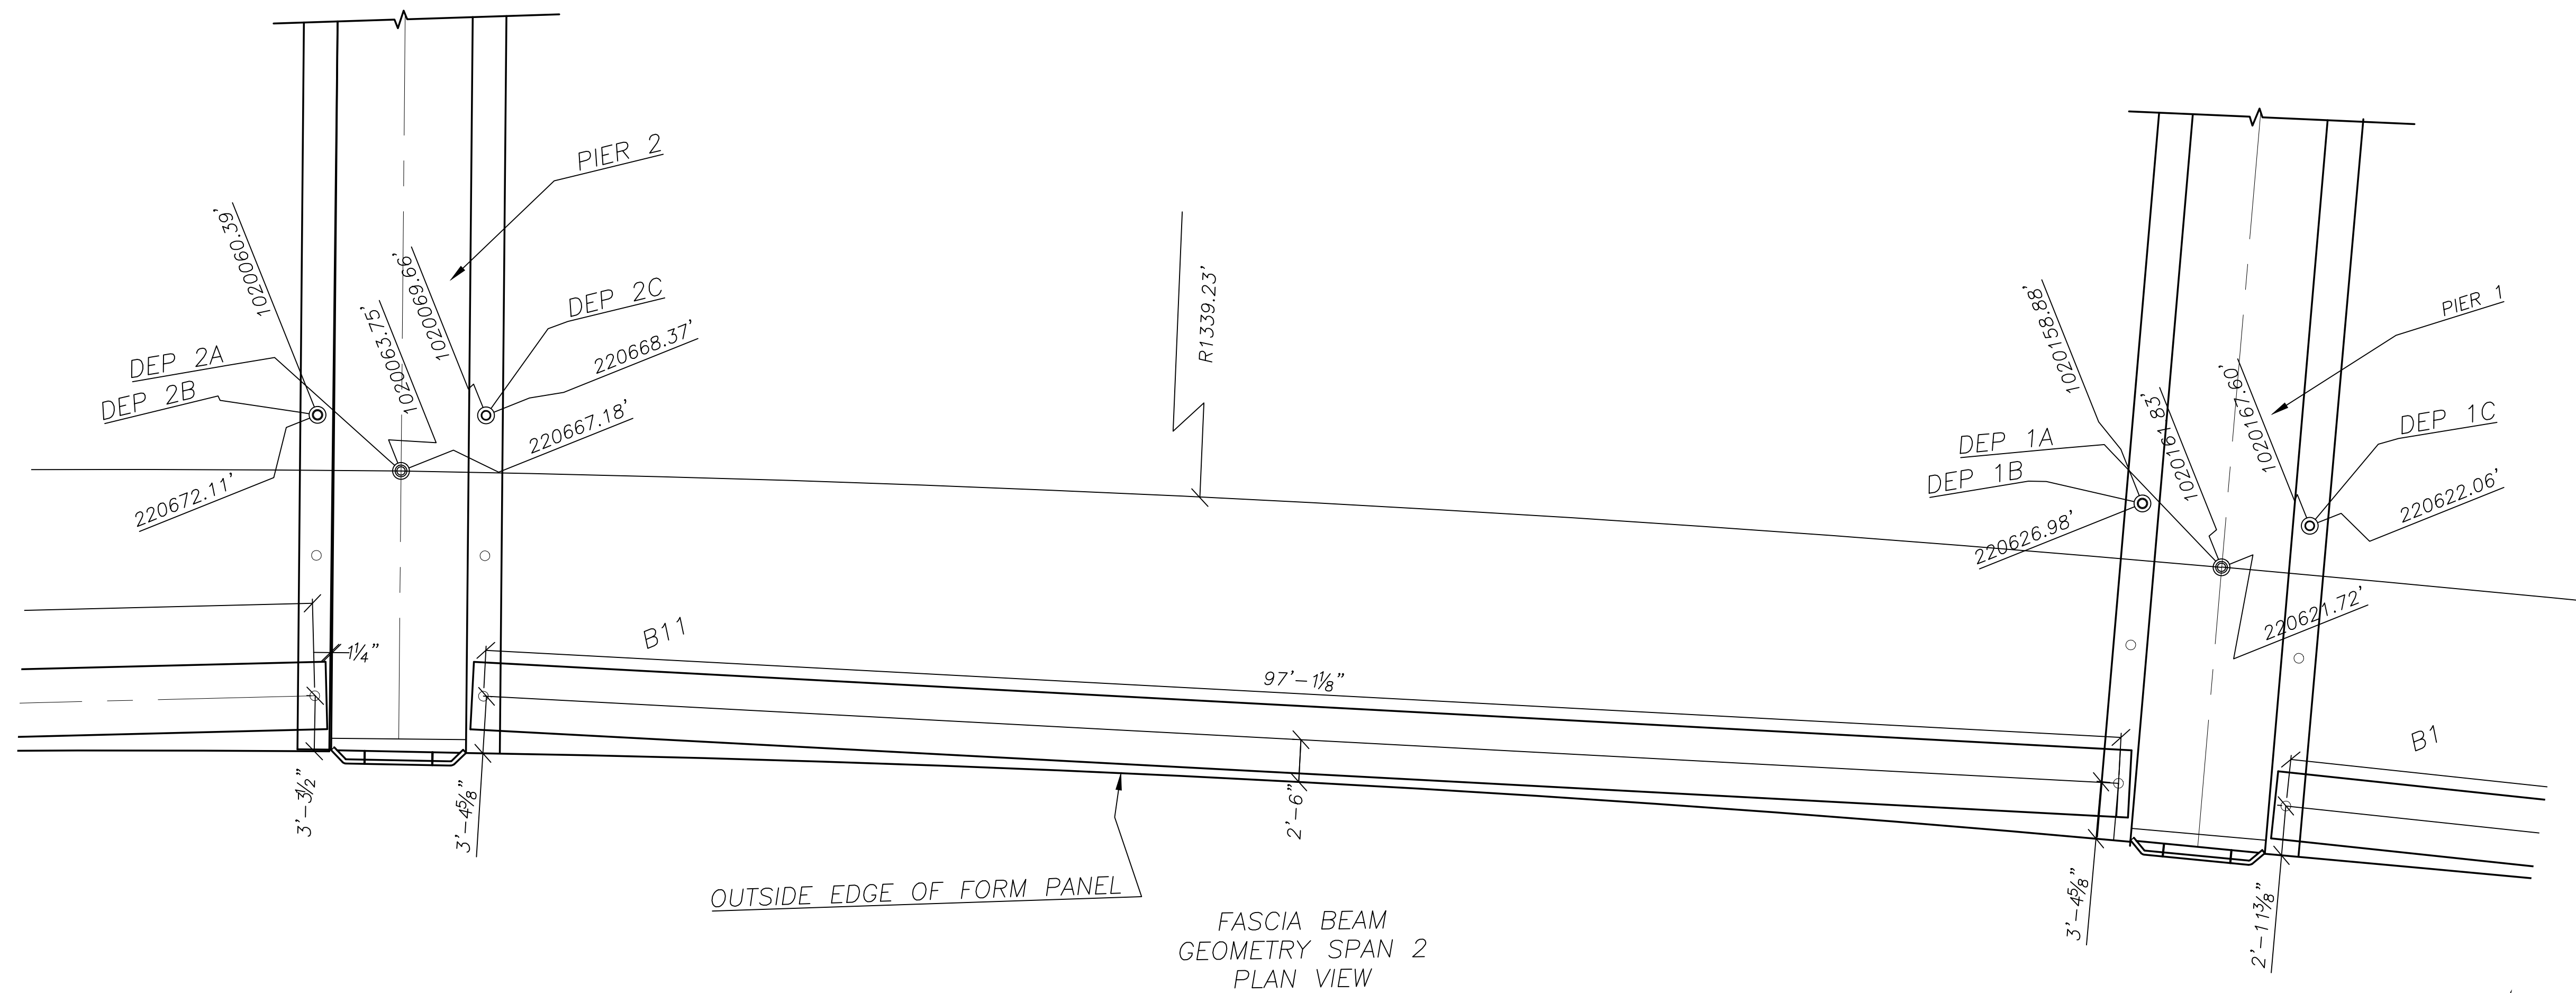 PIER 2
1020060.39'
1020069.66'
DEP 2C
1020063.75'
220668.37'
DEP 2A
DEP 2B
220667.18'
220672.11'
R1339.23'
1020158.88'
PIER 1
1020161.83'
1020167.60'
DEP 1A
DEP 1B
DEP 1C
220626.98'
220622.06'
220621.72'
B11
1¼"
97'-1⅛"
B1
3'-3½"
3'-4⅝"
2'-6"
3'-4⅝"
2'-11⅜"
OUTSIDE EDGE OF FORM PANEL
FASCIA BEAM
GEOMETRY SPAN 2
PLAN VIEW